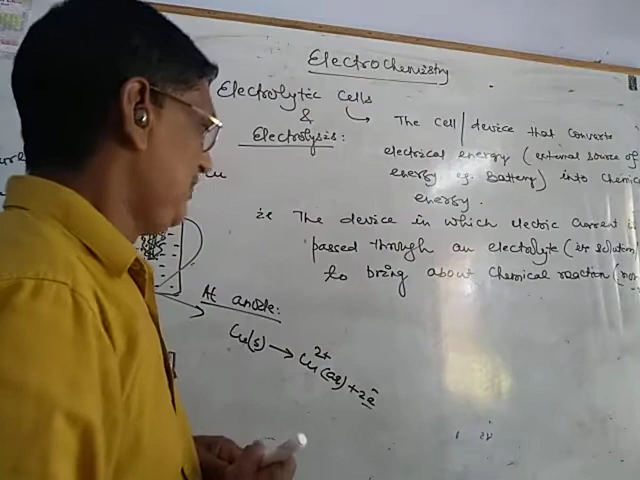 ElectroChemistry
Electrolytic Cells
&
Electrolysis:
The cell/device that converts
electrical energy (external source of
energy eg. Battery) into Chemica
energy.
ie The device in which electric current is
passed through an electrolyte (i.e solution
to bring about Chemical reaction (non
At anode:
Cu(s) → Cu²⁺(aq) + 2e⁻